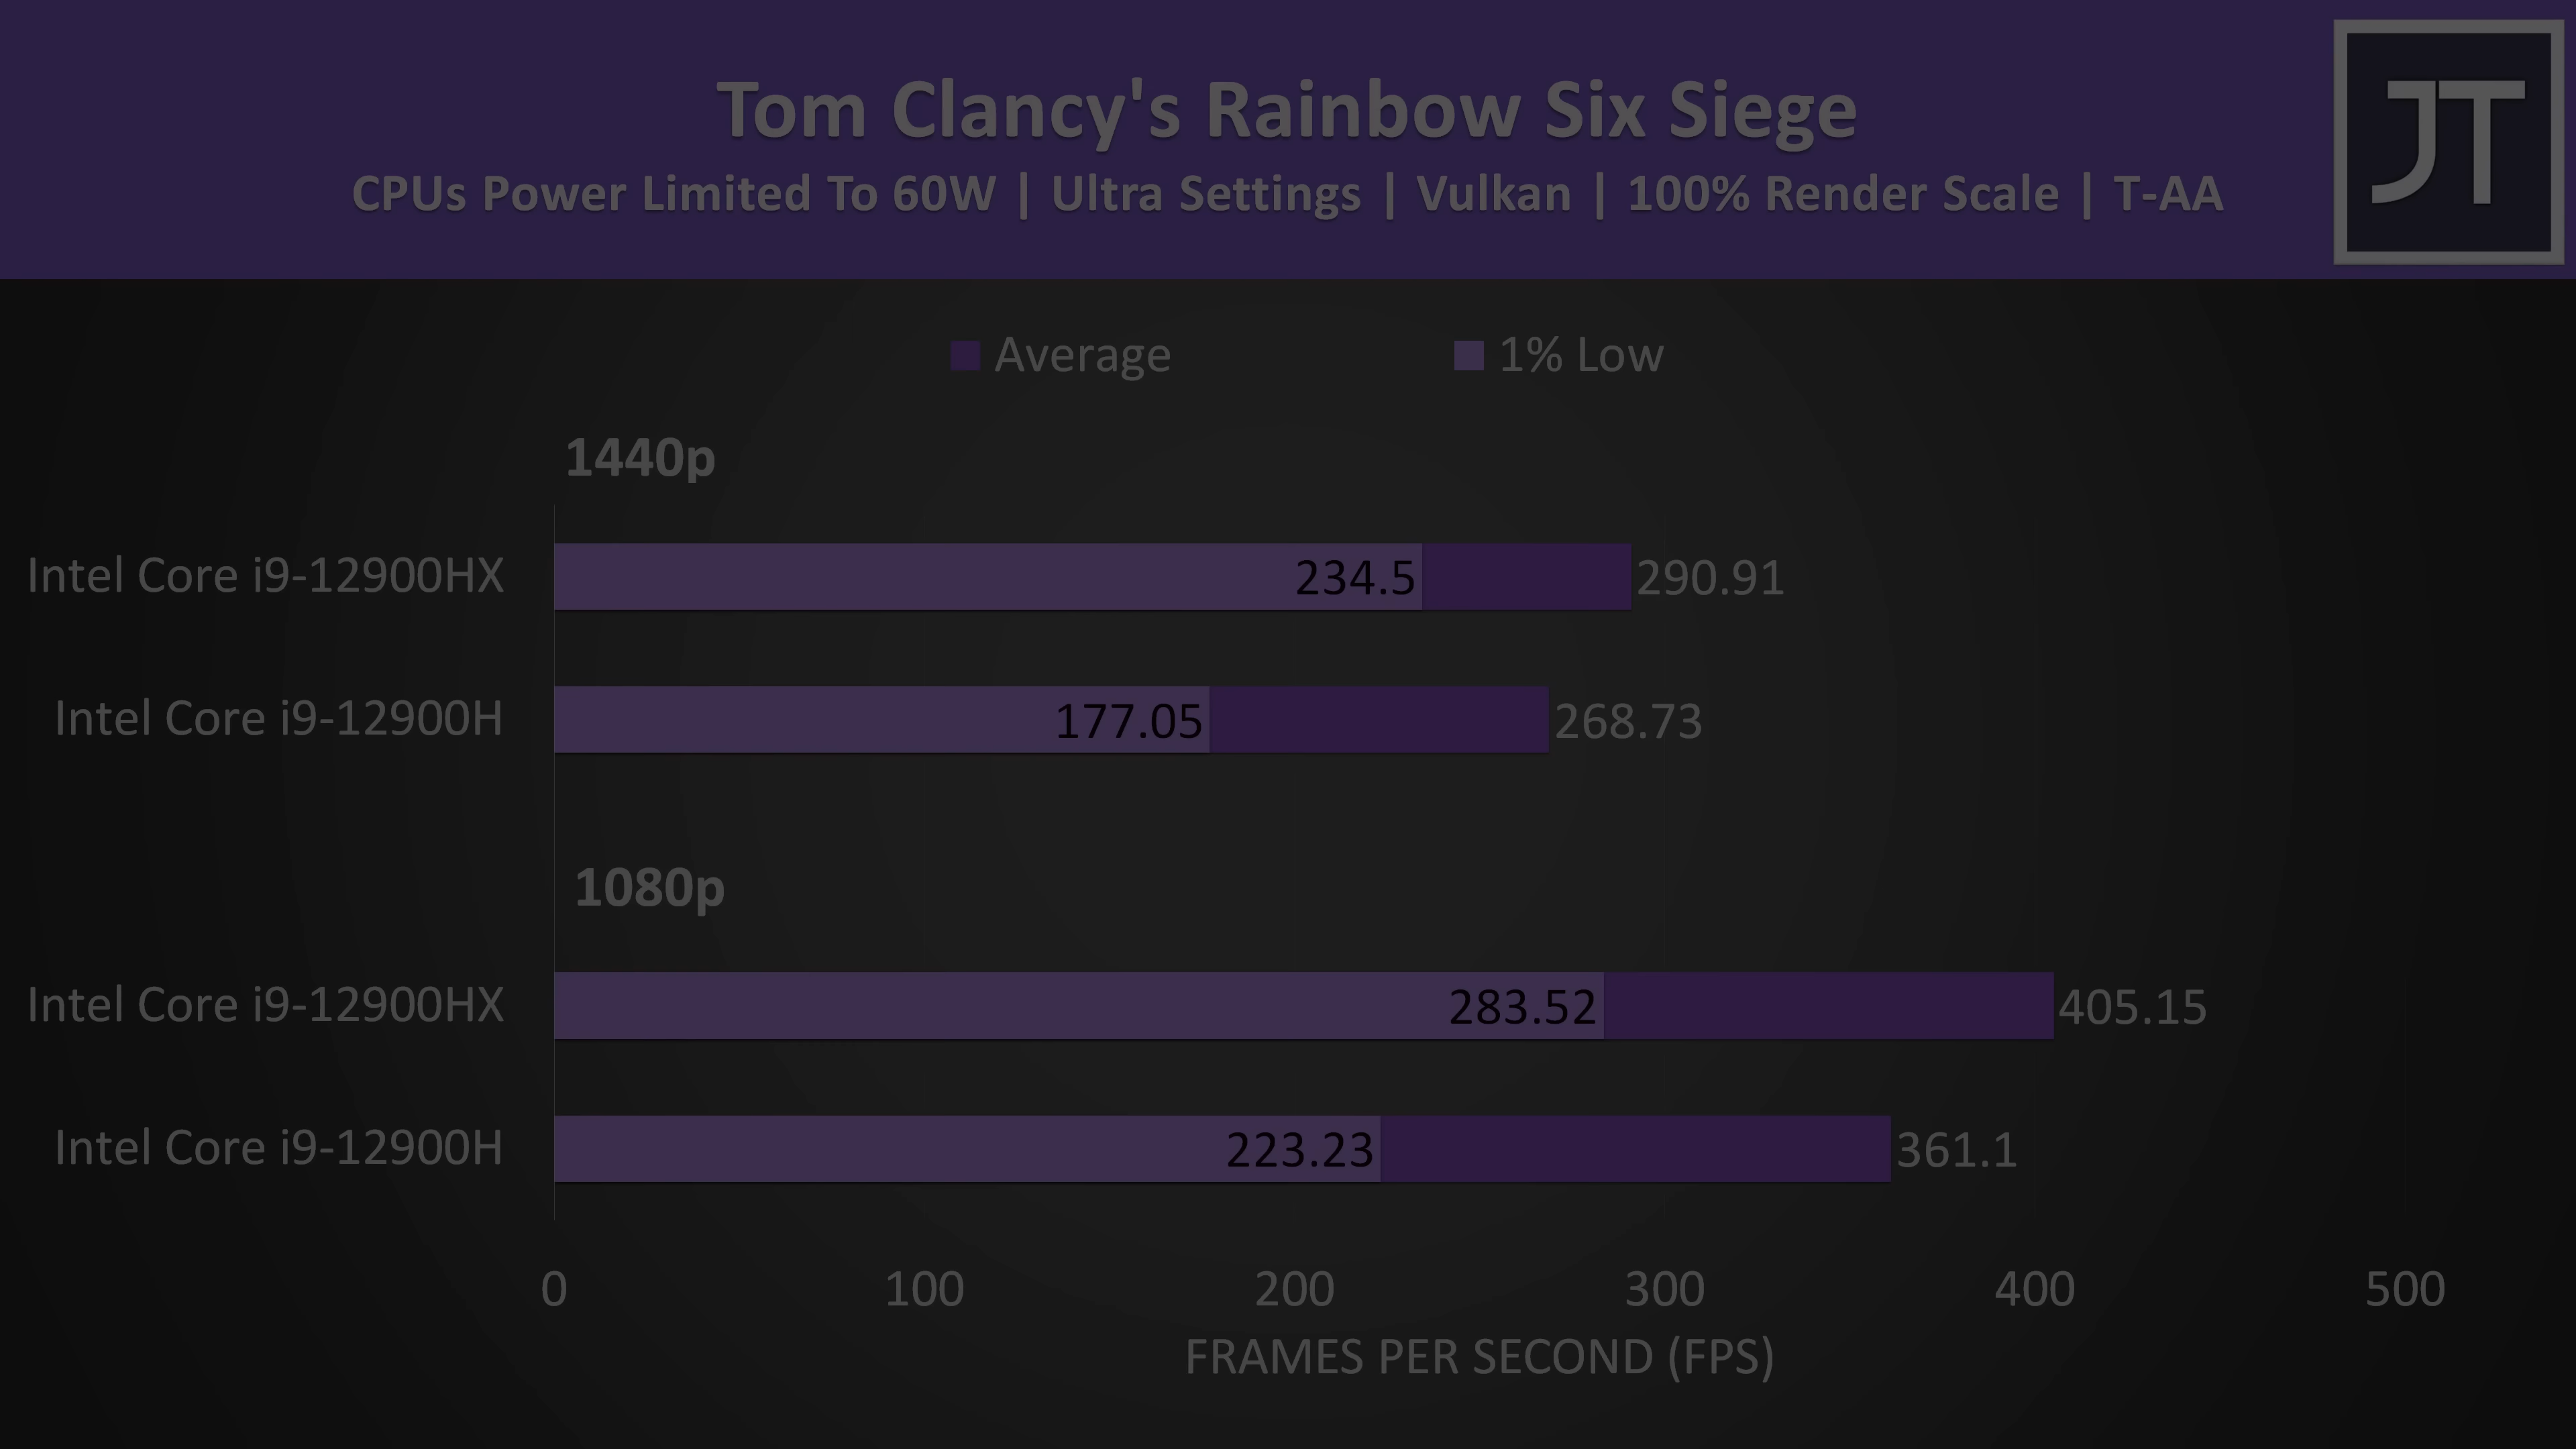 Tom Clancy's Rainbow Six Siege
CPUs Power Limited To 60W | Ultra Settings | Vulkan | 100% Render Scale | T-AA
JT
Average 1% Low
1440p
Intel Core i9-12900HX 234.5 290.91
Intel Core i9-12900H 177.05 268.73
1080p
Intel Core i9-12900HX 283.52 405.15
Intel Core i9-12900H 223.23 361.1
0 100 200 300 400 500
FRAMES PER SECOND (FPS)